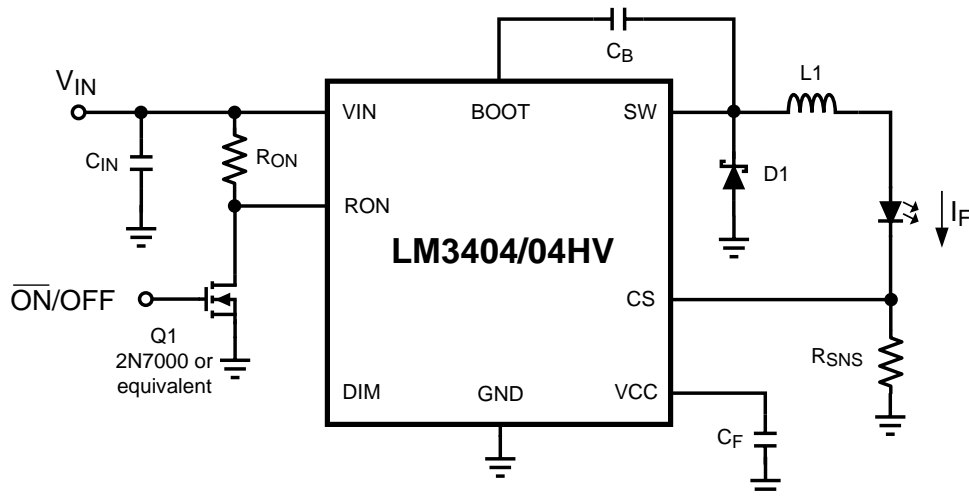 C_B
L1
V_IN
VIN
BOOT
SW
C_IN
R_ON
D1
RON
I_F
LM3404/04HV
O̅N̅/OFF
CS
Q1
2N7000 or
equivalent
R_SNS
DIM
GND
VCC
C_F